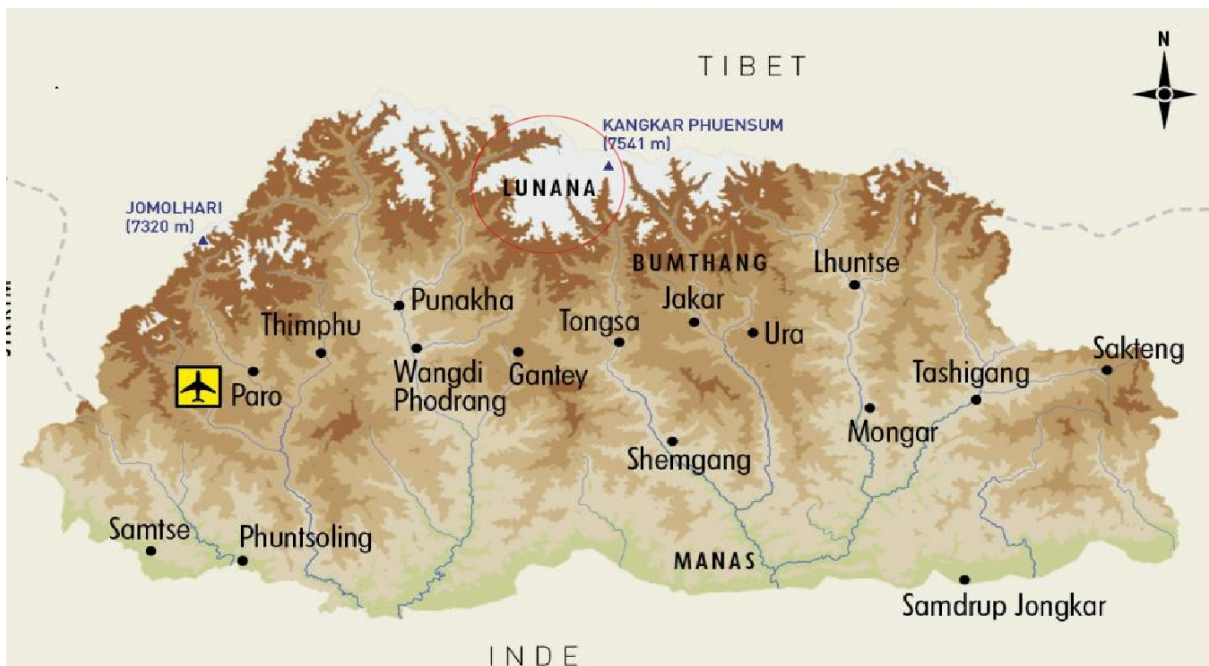 TIBET
N
KANGKAR PHUENSUM
(7541 m)
LUNANA
JOMOLHARI
(7320 m)
BUMTHANG
Lhuntse
Punakha
Jakar
Thimphu
Tongsa
Ura
Sakteng
Wangdi
Phodrang
Gantey
Tashigang
Paro
Mongar
Shemgang
Samtse
Phuntsoling
MANAS
Samdrup Jongkar
INDE